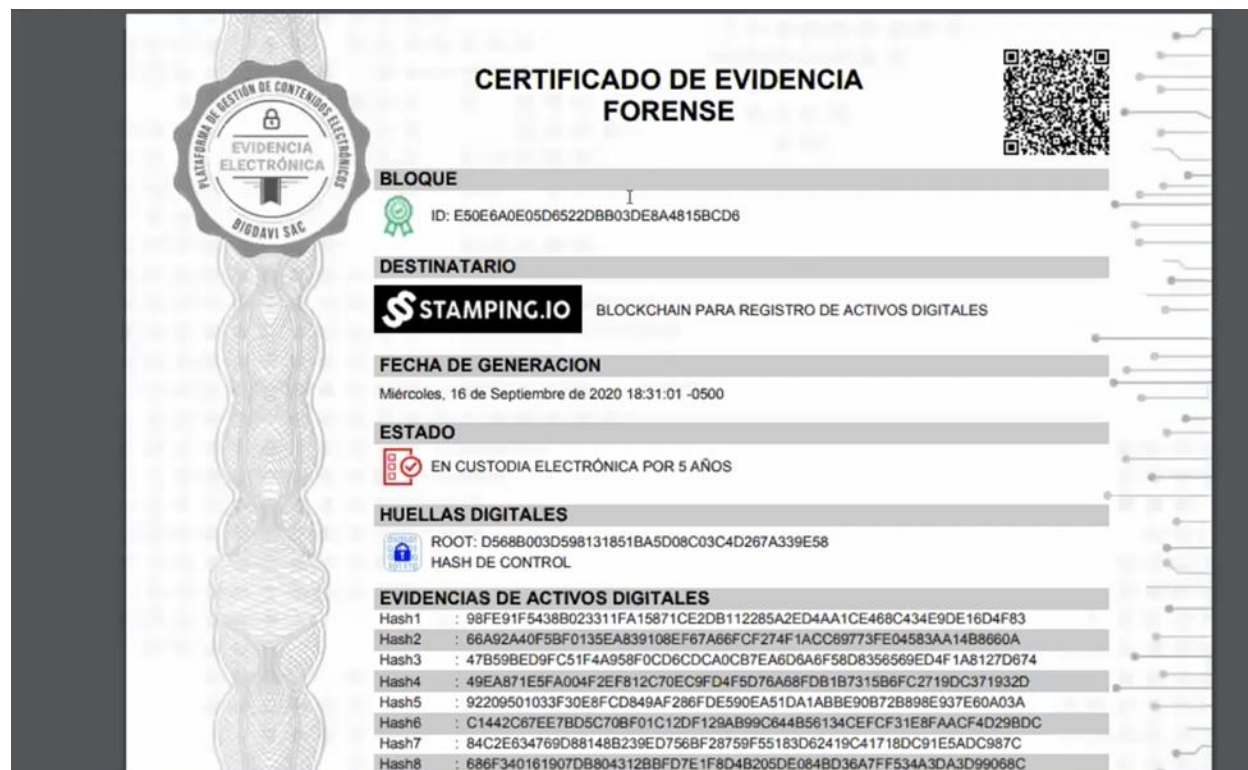 PLATAFORMA DE GESTIÓN DE CONTENIDOS ELECTRÓNICOS
EVIDENCIA
ELECTRÓNICA
BIGDAVI SAC
CERTIFICADO DE EVIDENCIA
FORENSE
BLOQUE
ID: E50E6A0E05D6522DBB03DE8A4815BCD6
DESTINATARIO
STAMPING.IO BLOCKCHAIN PARA REGISTRO DE ACTIVOS DIGITALES
FECHA DE GENERACION
Miércoles, 16 de Septiembre de 2020 18:31:01 -0500
ESTADO
EN CUSTODIA ELECTRÓNICA POR 5 AÑOS
HUELLAS DIGITALES
ROOT: D568B003D598131851BA5D08C03C4D267A339E58
HASH DE CONTROL
EVIDENCIAS DE ACTIVOS DIGITALES
Hash1 : 98FE91F5438B023311FA15871CE2DB112285A2ED4AA1CE468C434E9DE16D4F83
Hash2 : 66A92A40F5BF0135EA839108EF67A66FCF274F1ACC69773FE04583AA14B8660A
Hash3 : 47B59BED9FC51F4A958F0CD6CDCA0CB7EA6D6A6F58D8356569ED4F1A8127D674
Hash4 : 49EA871E5FA004F2EF812C70EC9FD4F5D76A68FDB1B7315B6FC2719DC371932D
Hash5 : 92209501033F30E8FCD849AF286FDE590EA51DA1ABBE90B72B898E937E60A03A
Hash6 : C1442C67EE7BD5C70BF01C12DF129AB99C644B56134CEFCF31E8FAACF4D29BDC
Hash7 : 84C2E634769D88148B239ED756BF28759F55183D62419C41718DC91E5ADC987C
Hash8 : 686F340161907DB804312BBFD7E1F8D4B205DE084BD36A7FF534A3DA3D99068C